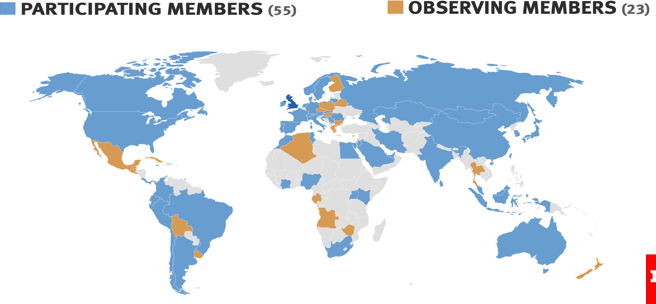 PARTICIPATING MEMBERS (55)
OBSERVING MEMBERS (23)